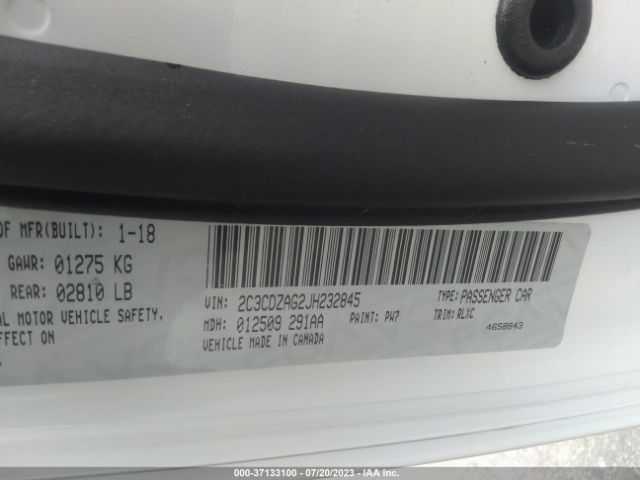 OF MFR(BUILT): 1-18
GAWR: 01275 KG
REAR: 02810 LB
AL MOTOR VEHICLE SAFETY,
EFFECT ON
VIN: 2C3CDZAG2JH232845
TYPE: PASSENGER CAR
MDH: 012509 291AA
PAINT: PW7
TRIM: RLXC
VEHICLE MADE IN CANADA
4658843
000-37133100 - 07/20/2023 - IAA Inc.